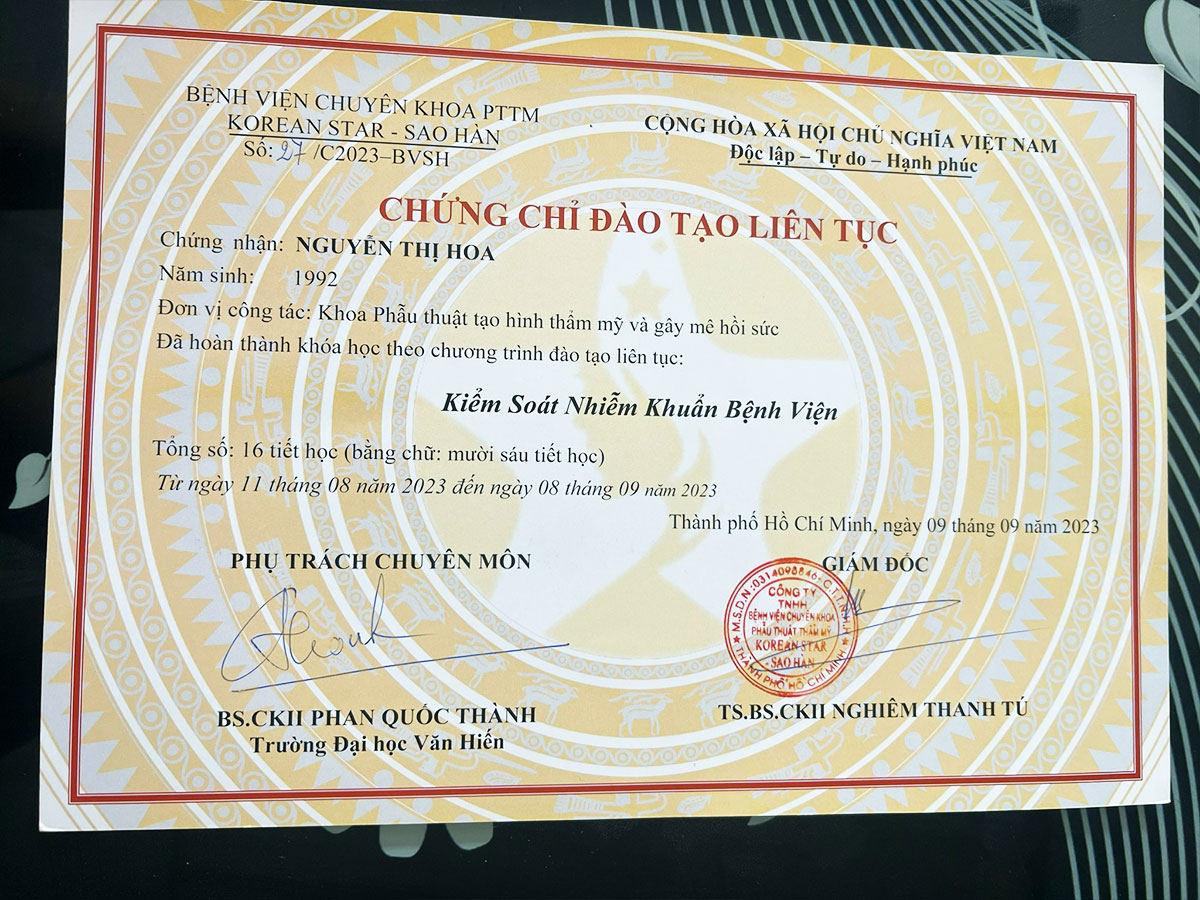 BỆNH VIỆN CHUYÊN KHOA PTTM
KOREAN STAR - SAO HÀN
Số: 27 /C2023–BVSH
CỘNG HÒA XÃ HỘI CHỦ NGHĨA VIỆT NAM
Độc lập – Tự do – Hạnh phúc
CHỨNG CHỈ ĐÀO TẠO LIÊN TỤC
Chứng nhận: NGUYỄN THỊ HOA
Năm sinh: 1992
Đơn vị công tác: Khoa Phẫu thuật tạo hình thẩm mỹ và gây mê hồi sức
Đã hoàn thành khóa học theo chương trình đào tạo liên tục:
Kiểm Soát Nhiễm Khuẩn Bệnh Viện
Tổng số: 16 tiết học (bằng chữ: mười sáu tiết học)
Từ ngày 11 tháng 08 năm 2023 đến ngày 08 tháng 09 năm 2023
Thành phố Hồ Chí Minh, ngày 09 tháng 09 năm 2023
PHỤ TRÁCH CHUYÊN MÔN
GIÁM ĐỐC
M.S.D.N:0314098846-C.T.T.N.H.H
CÔNG TY
TNHH
BỆNH VIỆN CHUYÊN KHOA
PHẪU THUẬT THẨM MỸ
KOREAN STAR
- SAO HÀN
THÀNH PHỐ HỒ CHÍ MINH
BS.CKII PHAN QUỐC THÀNH
Trường Đại học Văn Hiến
TS.BS.CKII NGHIÊM THANH TÚ